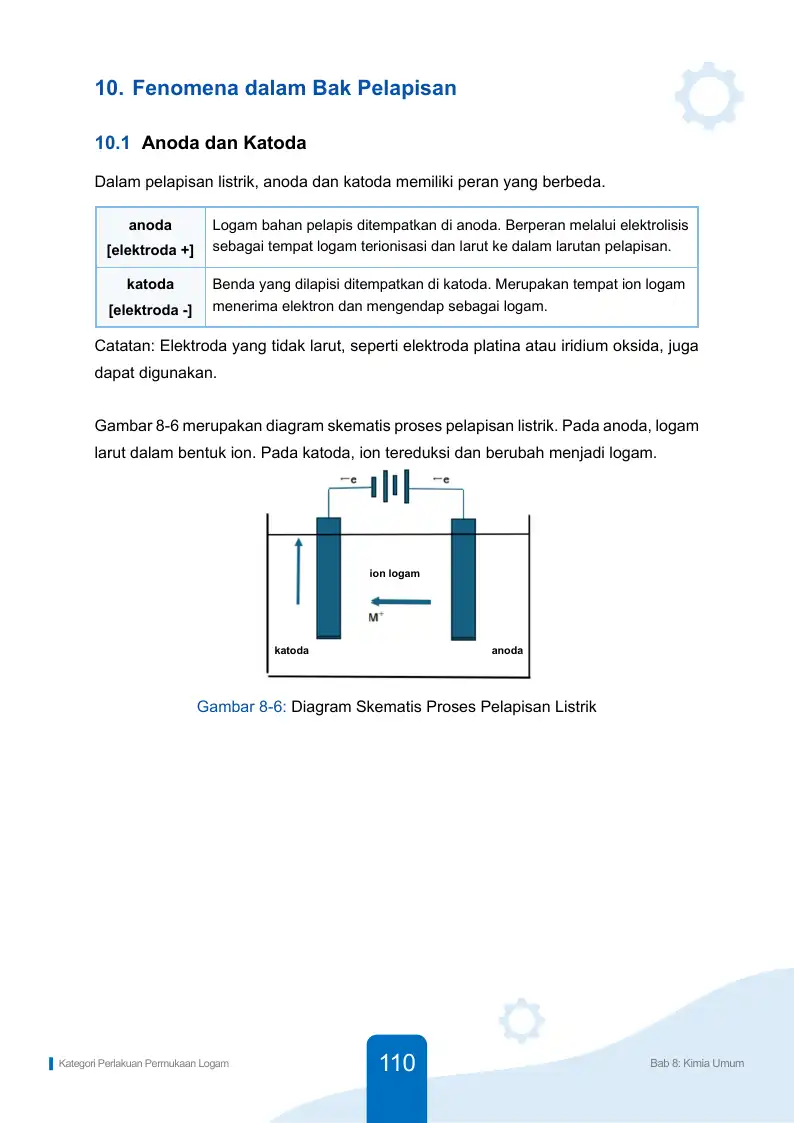 10. Fenomena dalam Bak Pelapisan
10.1 Anoda dan Katoda
Dalam pelapisan listrik, anoda dan katoda memiliki peran yang berbeda.
anoda
[elektroda +]
Logam bahan pelapis ditempatkan di anoda. Berperan melalui elektrolisis
sebagai tempat logam terionisasi dan larut ke dalam larutan pelapisan.
katoda
[elektroda -]
Benda yang dilapisi ditempatkan di katoda. Merupakan tempat ion logam
menerima elektron dan mengendap sebagai logam.
Catatan: Elektroda yang tidak larut, seperti elektroda platina atau iridium oksida, juga
dapat digunakan.
Gambar 8-6 merupakan diagram skematis proses pelapisan listrik. Pada anoda, logam
larut dalam bentuk ion. Pada katoda, ion tereduksi dan berubah menjadi logam.
←e
←e
ion logam
M⁺
katoda
anoda
Gambar 8-6: Diagram Skematis Proses Pelapisan Listrik
Kategori Perlakuan Permukaan Logam
110
Bab 8: Kimia Umum